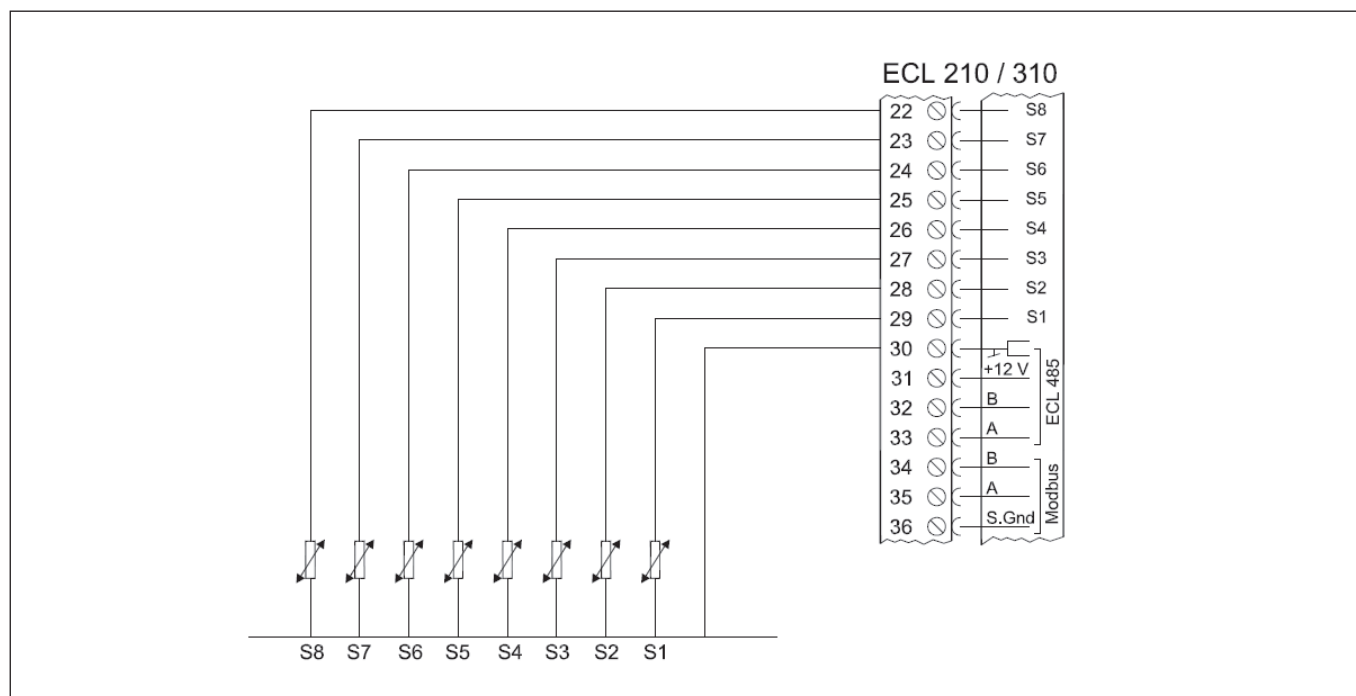 ECL 210 / 310
22 S8
23 S7
24 S6
25 S5
26 S4
27 S3
28 S2
29 S1
30
31 +12 V
32 B
33 A
ECL 485
34 B
35 A
36 S.Gnd
Modbus
S8 S7 S6 S5 S4 S3 S2 S1